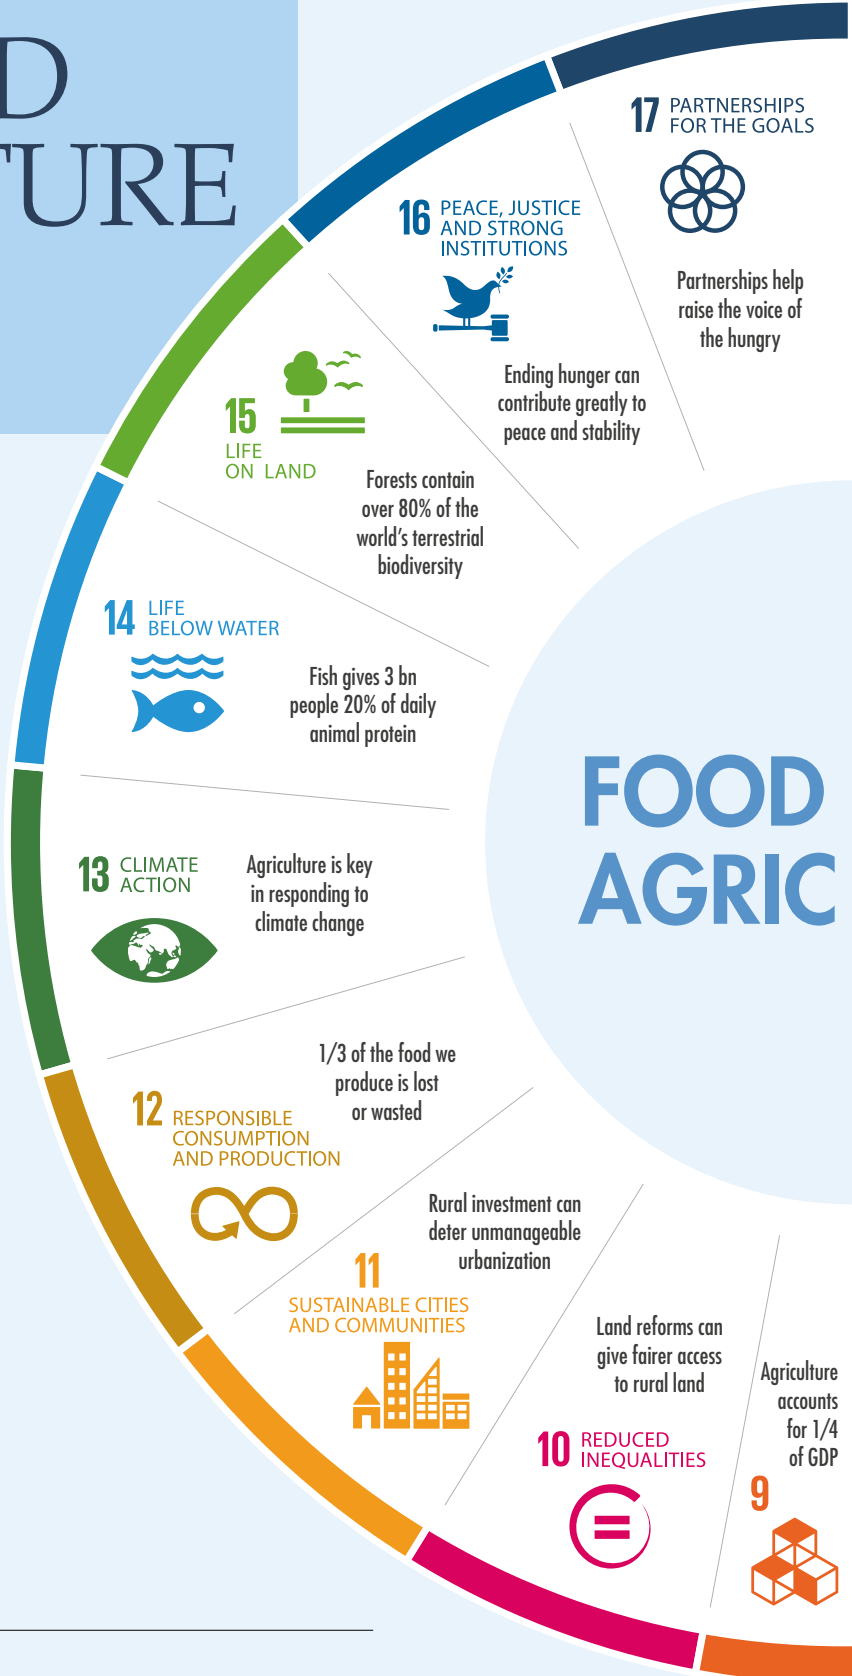 D
TURE
17 PARTNERSHIPS
FOR THE GOALS
Partnerships help
raise the voice of
the hungry
16 PEACE, JUSTICE
AND STRONG
INSTITUTIONS
Ending hunger can
contribute greatly to
peace and stability
15
LIFE
ON LAND
Forests contain
over 80% of the
world's terrestrial
biodiversity
14 LIFE
BELOW WATER
Fish gives 3 bn
people 20% of daily
animal protein
FOOD
AGRIC
13 CLIMATE
ACTION
Agriculture is key
in responding to
climate change
12 RESPONSIBLE
CONSUMPTION
AND PRODUCTION
1/3 of the food we
produce is lost
or wasted
Rural investment can
deter unmanageable
urbanization
11
SUSTAINABLE CITIES
AND COMMUNITIES
Land reforms can
give fairer access
to rural land
10 REDUCED
INEQUALITIES
Agriculture
accounts
for 1/4
of GDP
9